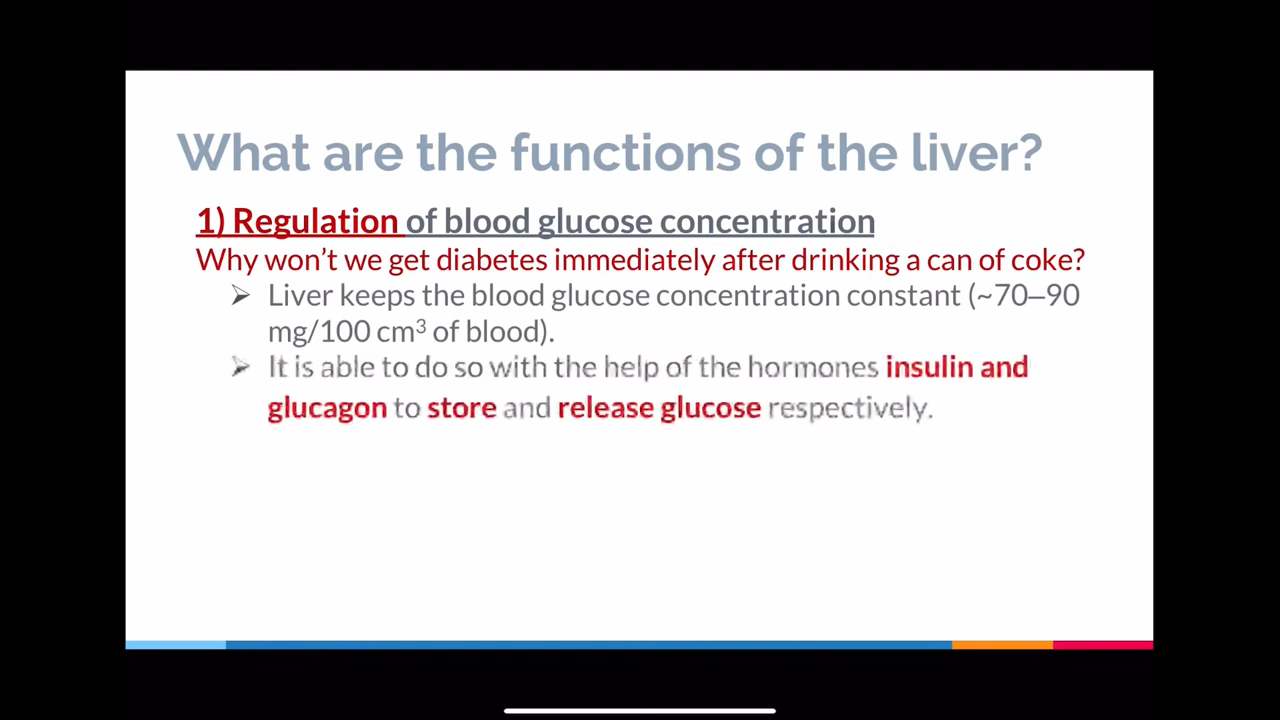 What are the functions of the liver?
1) Regulation of blood glucose concentration
Why won't we get diabetes immediately after drinking a can of coke?
➢ Liver keeps the blood glucose concentration constant (~70–90
mg/100 cm³ of blood).
➢ It is able to do so with the help of the hormones insulin and
glucagon to store and release glucose respectively.